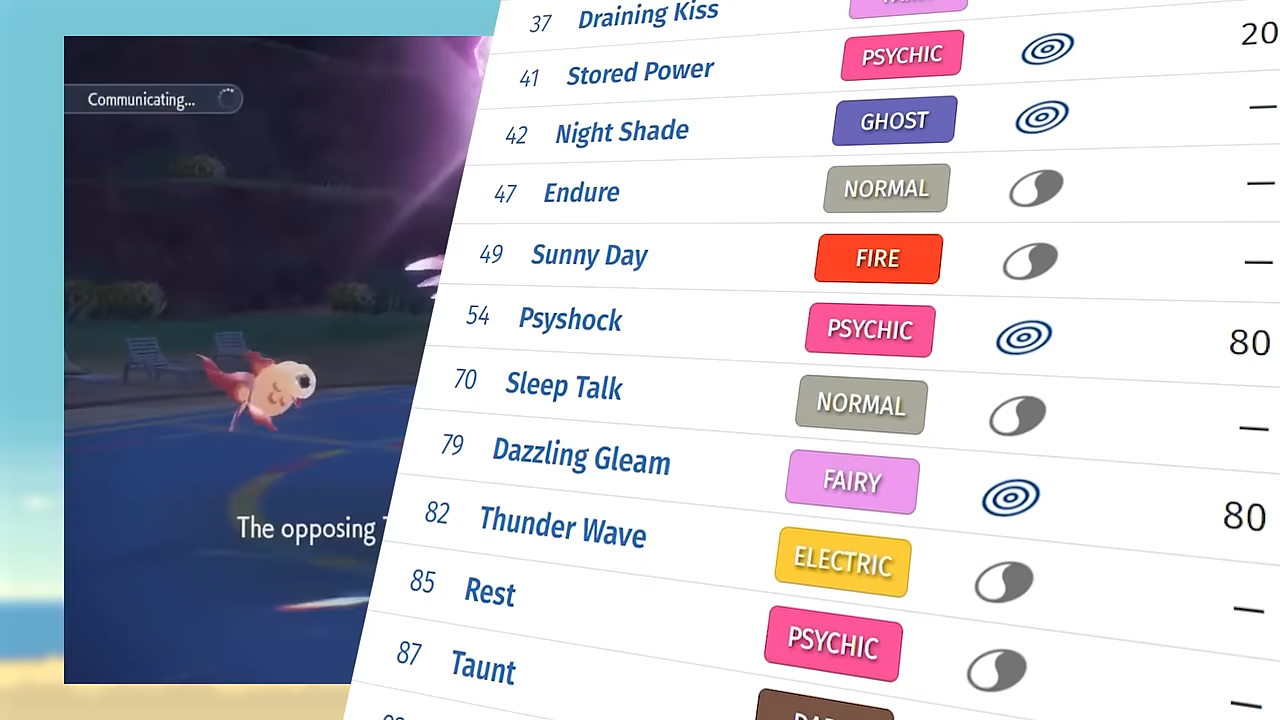 37 Draining Kiss
41 Stored Power PSYCHIC 20
Communicating...
42 Night Shade GHOST —
47 Endure NORMAL —
49 Sunny Day FIRE —
54 Psyshock PSYCHIC 80
70 Sleep Talk NORMAL —
79 Dazzling Gleam FAIRY 80
The opposing
82 Thunder Wave ELECTRIC —
85 Rest PSYCHIC —
87 Taunt